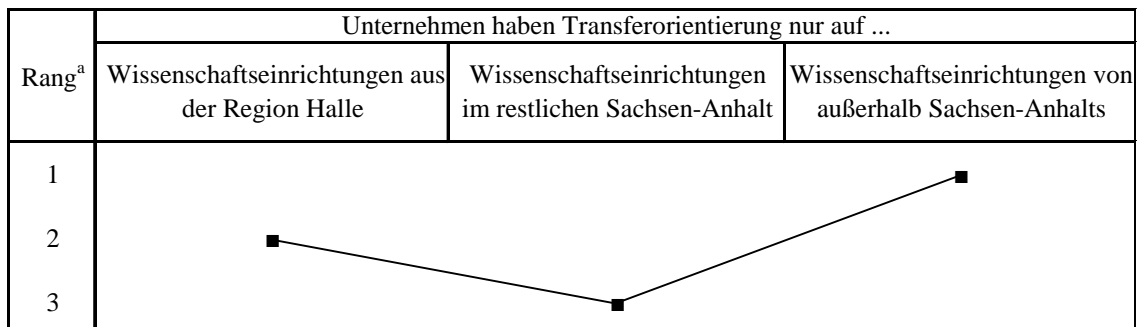 Unternehmen haben Transferorientierung nur auf ...
Rangᵃ
Wissenschaftseinrichtungen aus
der Region Halle
Wissenschaftseinrichtungen
im restlichen Sachsen-Anhalt
Wissenschaftseinrichtungen von
außerhalb Sachsen-Anhalts
1
2
3